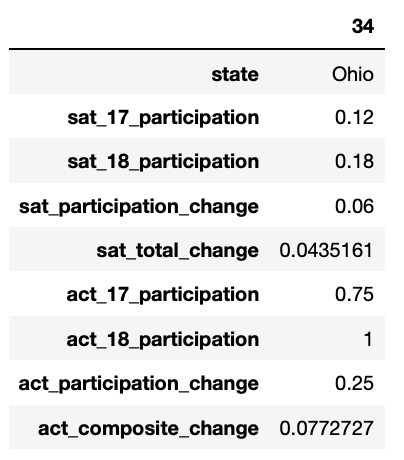 34
state Ohio
sat_17_participation 0.12
sat_18_participation 0.18
sat_participation_change 0.06
sat_total_change 0.0435161
act_17_participation 0.75
act_18_participation 1
act_participation_change 0.25
act_composite_change 0.0772727